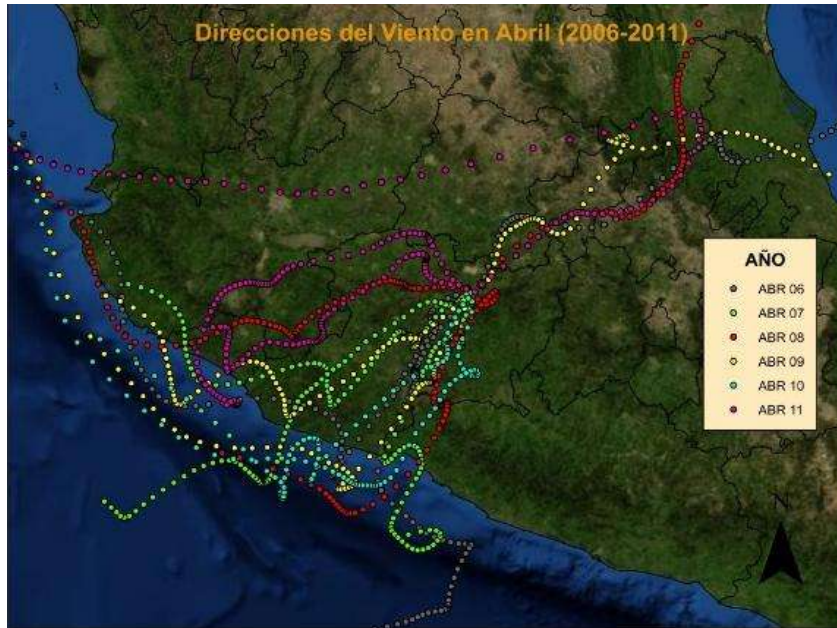 Direcciones del Viento en Abril (2006-2011)
AÑO
ABR 06
ABR 07
ABR 08
ABR 09
ABR 10
ABR 11
N